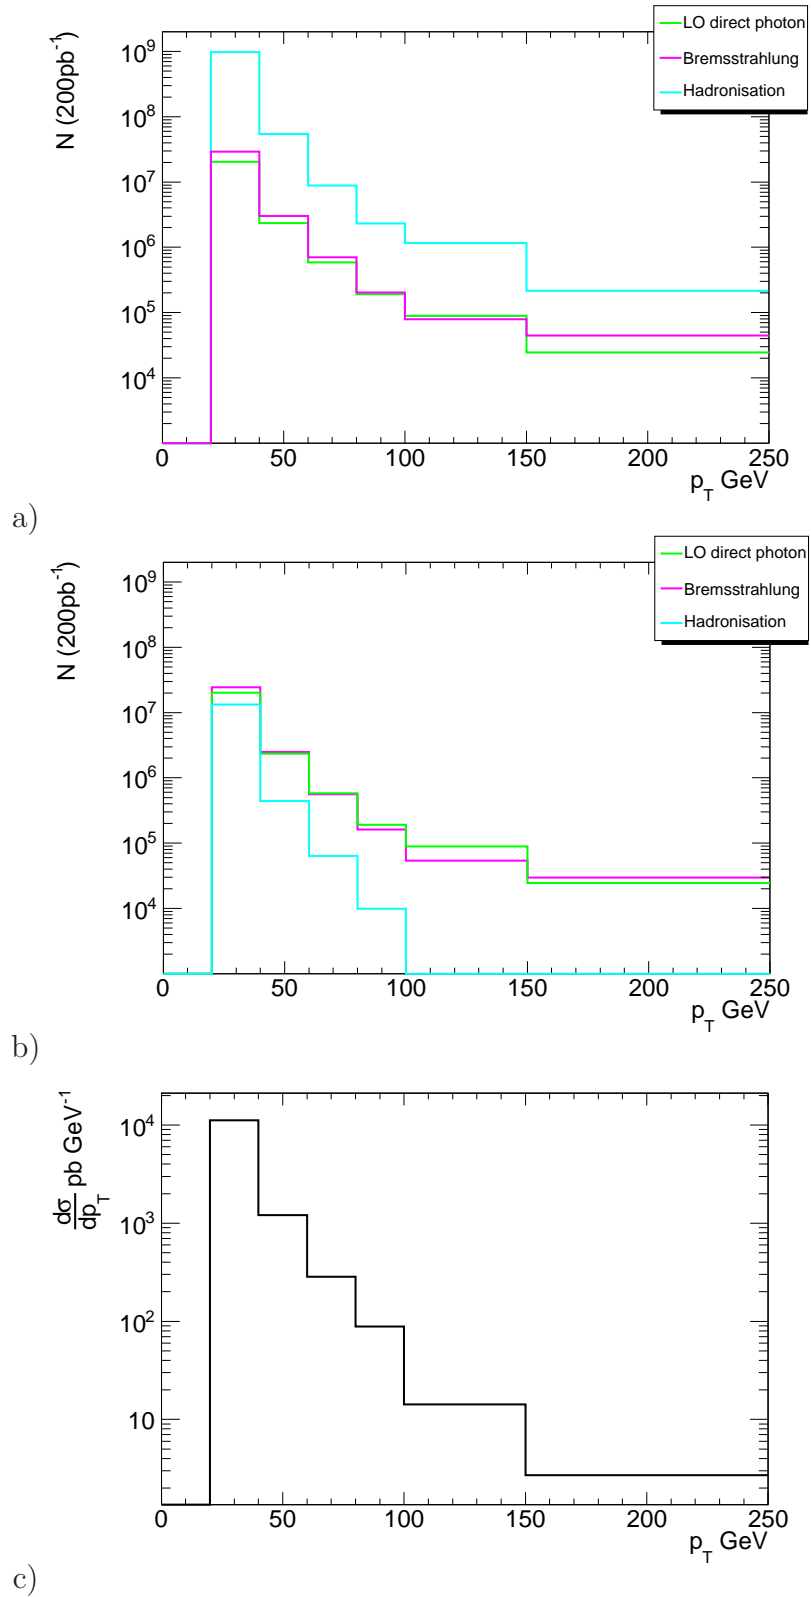 LO direct photon
Bremsstrahlung
Hadronisation
N (200pb⁻¹)
10⁹
10⁸
10⁷
10⁶
10⁵
10⁴
0 50 100 150 200 250
p_T GeV
a)
LO direct photon
Bremsstrahlung
Hadronisation
N (200pb⁻¹)
10⁹
10⁸
10⁷
10⁶
10⁵
10⁴
0 50 100 150 200 250
p_T GeV
b)
dσ/dp_T pb GeV⁻¹
10⁴
10³
10²
10
0 50 100 150 200 250
p_T GeV
c)